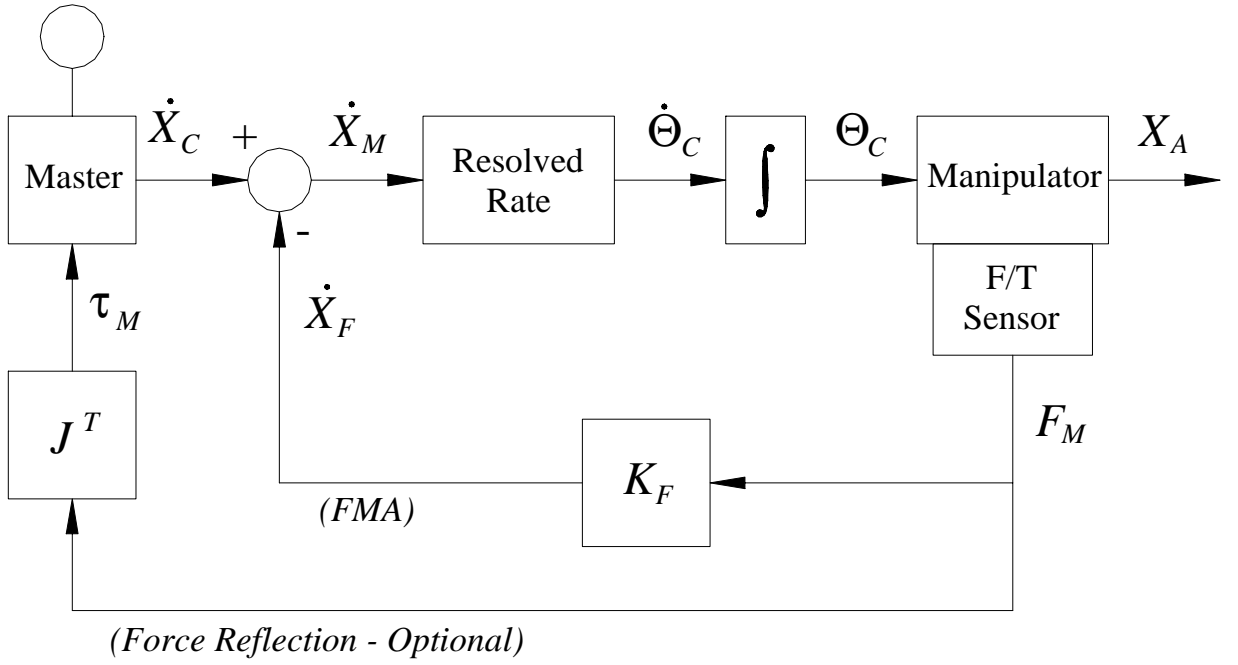 Ẋ_C
+
Ẋ_M
Θ̇_C
Θ_C
X_A
Master
Resolved
Rate
∫
Manipulator
-
F/T
Sensor
τ_M
Ẋ_F
J^T
K_F
F_M
(FMA)
(Force Reflection - Optional)